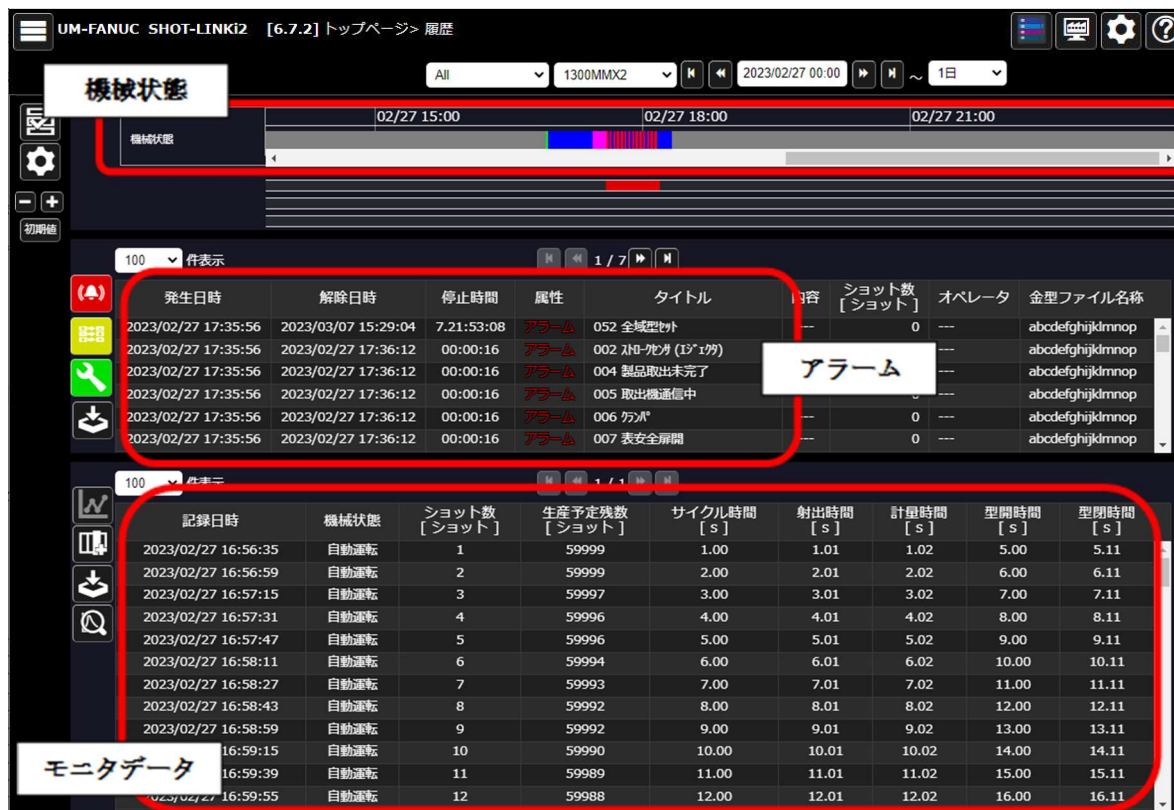 UM-FANUC SHOT-LINKi2 [6.7.2] トップページ> 履歴
機械状態
All 1300MMX2 2023/02/27 00:00 ～ 1日
02/27 15:00 02/27 18:00 02/27 21:00
機械状態
初期値
100 件表示 1 / 7
発生日時 解除日時 停止時間 属性 タイトル 内容 ショット数 [ショット] オペレータ 金型ファイル名称
2023/02/27 17:35:56 2023/03/07 15:29:04 7.21:53:08 アラーム 052 全域型ｾｯﾄ --- 0 --- abcdefghijklmnop
2023/02/27 17:35:56 2023/02/27 17:36:12 00:00:16 アラーム 002 ｽﾄﾛｰｸｾﾝｻ (ｴｼﾞｪｸﾀ) --- abcdefghijklmnop
2023/02/27 17:35:56 2023/02/27 17:36:12 00:00:16 アラーム 004 製品取出未完了 --- abcdefghijklmnop
アラーム
2023/02/27 17:35:56 2023/02/27 17:36:12 00:00:16 アラーム 005 取出機通信中 --- abcdefghijklmnop
2023/02/27 17:35:56 2023/02/27 17:36:12 00:00:16 アラーム 006 ｸﾗﾝﾊﾟ --- 0 --- abcdefghijklmnop
2023/02/27 17:35:56 2023/02/27 17:36:12 00:00:16 アラーム 007 表安全扉開 --- 0 --- abcdefghijklmnop
100 件表示 1 / 1
記録日時 機械状態 ショット数 [ショット] 生産予定残数 [ショット] サイクル時間 [s] 射出時間 [s] 計量時間 [s] 型開時間 [s] 型閉時間 [s]
2023/02/27 16:56:35 自動運転 1 59999 1.00 1.01 1.02 5.00 5.11
2023/02/27 16:56:59 自動運転 2 59999 2.00 2.01 2.02 6.00 6.11
2023/02/27 16:57:15 自動運転 3 59997 3.00 3.01 3.02 7.00 7.11
2023/02/27 16:57:31 自動運転 4 59996 4.00 4.01 4.02 8.00 8.11
2023/02/27 16:57:47 自動運転 5 59996 5.00 5.01 5.02 9.00 9.11
2023/02/27 16:58:11 自動運転 6 59994 6.00 6.01 6.02 10.00 10.11
2023/02/27 16:58:27 自動運転 7 59993 7.00 7.01 7.02 11.00 11.11
2023/02/27 16:58:43 自動運転 8 59992 8.00 8.01 8.02 12.00 12.11
2023/02/27 16:58:59 自動運転 9 59992 9.00 9.01 9.02 13.00 13.11
16:59:15 自動運転 10 59990 10.00 10.01 10.02 14.00 14.11
モニタデータ
16:59:39 自動運転 11 59989 11.00 11.01 11.02 15.00 15.11
2023/02/27 16:59:55 自動運転 12 59988 12.00 12.01 12.02 16.00 16.11